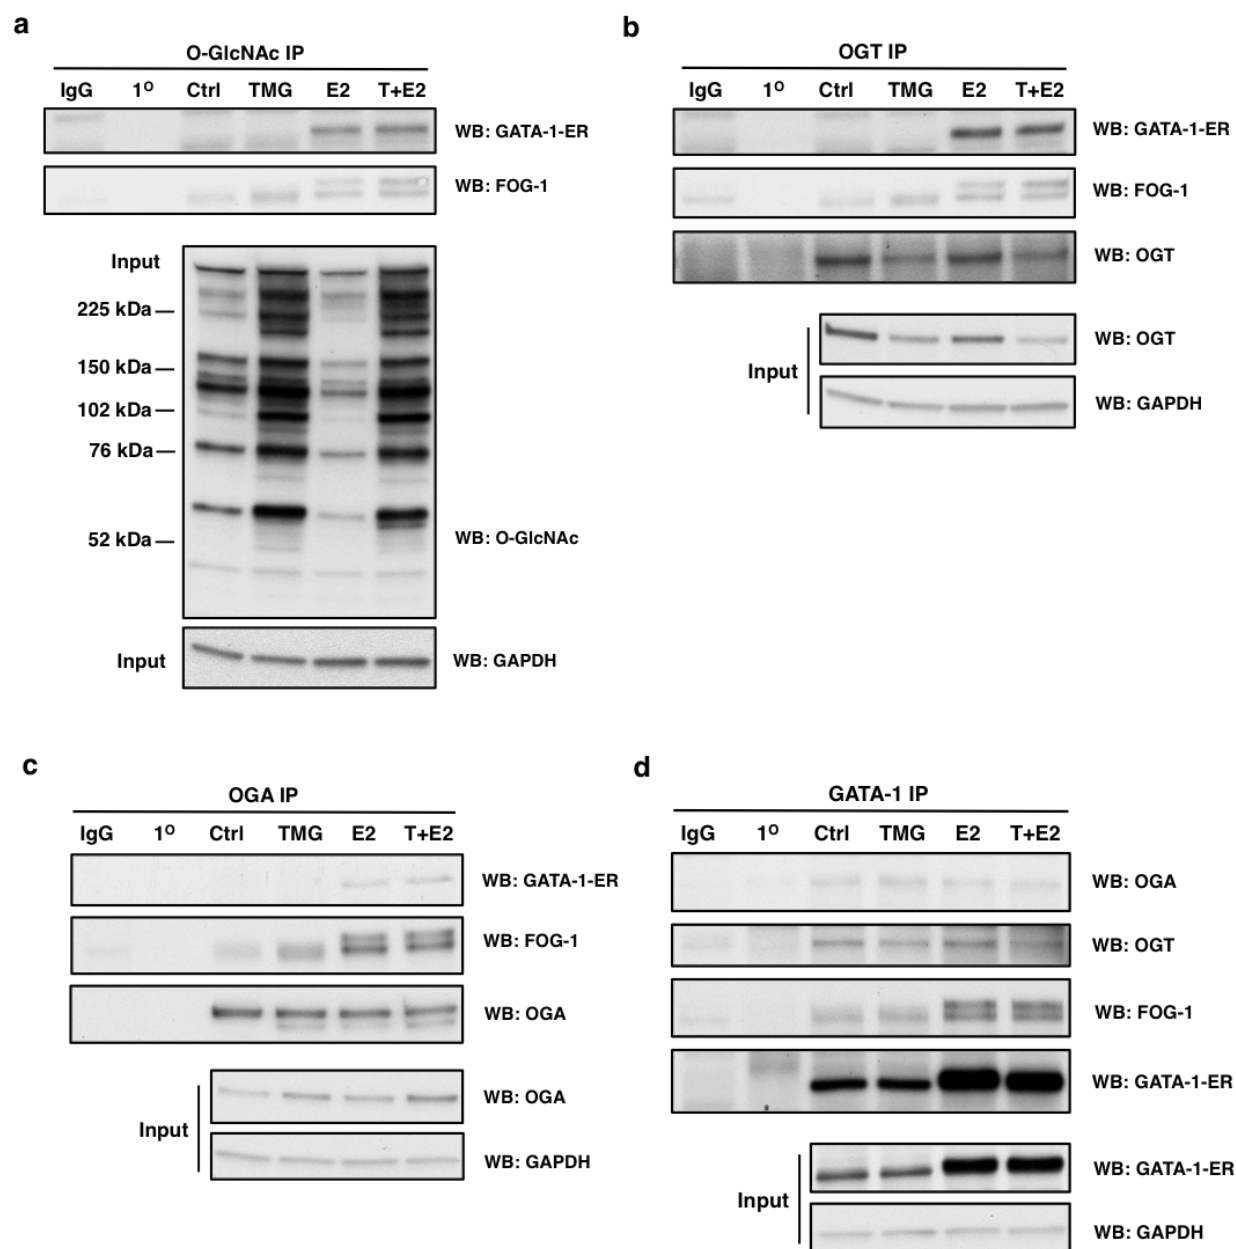 a
O-GlcNAc IP
IgG 1O Ctrl TMG E2 T+E2
WB: GATA-1-ER
WB: FOG-1
Input
225 kDa
150 kDa
102 kDa
76 kDa
52 kDa
WB: O-GlcNAc
Input
WB: GAPDH
b
OGT IP
IgG 1O Ctrl TMG E2 T+E2
WB: GATA-1-ER
WB: FOG-1
WB: OGT
Input
WB: OGT
WB: GAPDH
c
OGA IP
IgG 1O Ctrl TMG E2 T+E2
WB: GATA-1-ER
WB: FOG-1
WB: OGA
Input
WB: OGA
WB: GAPDH
d
GATA-1 IP
IgG 1O Ctrl TMG E2 T+E2
WB: OGA
WB: OGT
WB: FOG-1
WB: GATA-1-ER
Input
WB: GATA-1-ER
WB: GAPDH